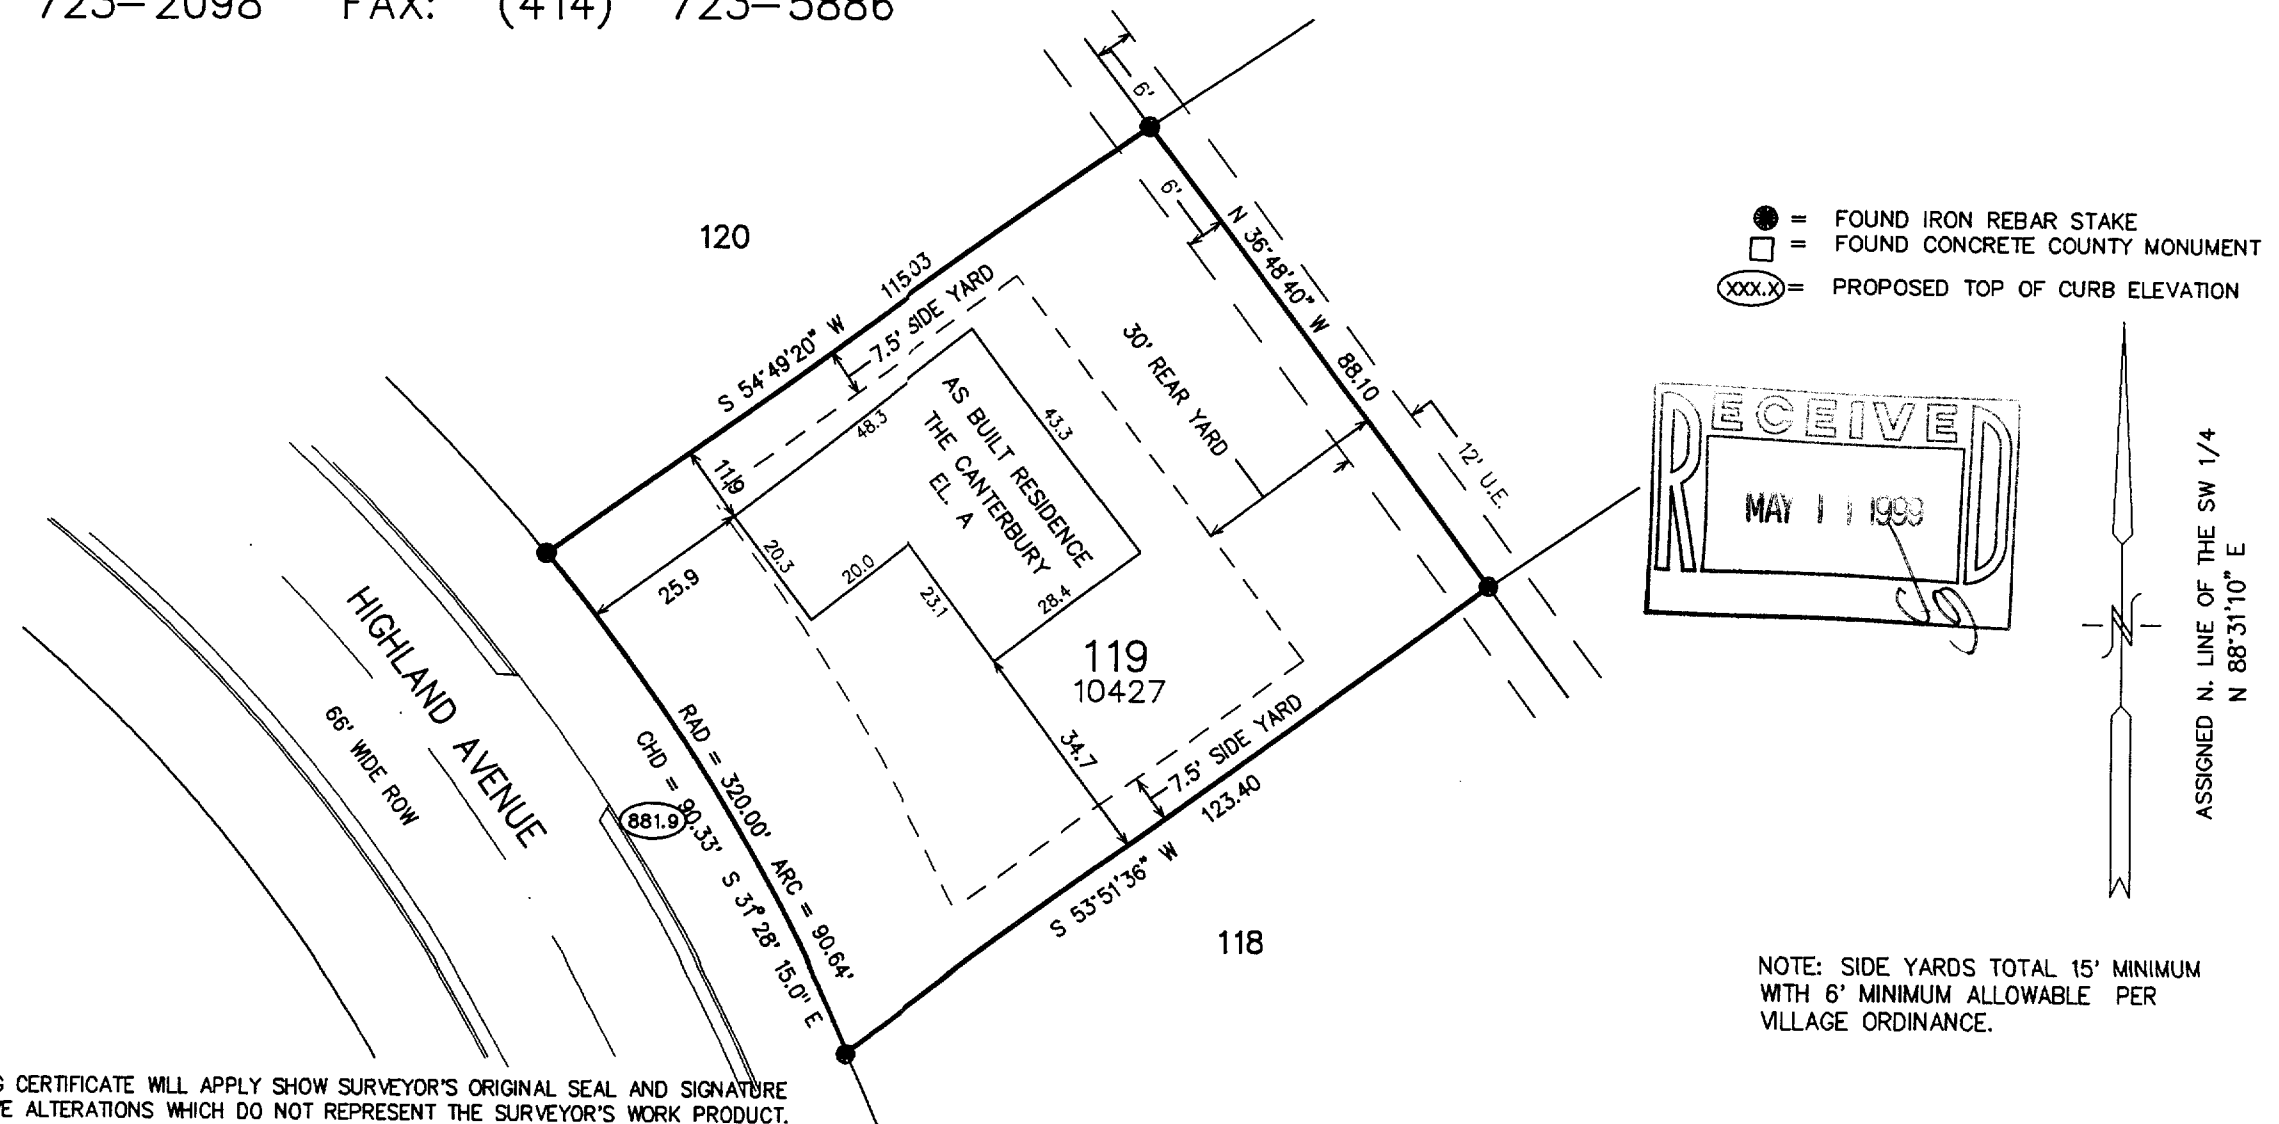 723-2098 FAX: (414) 723-5886
6'
6'
N 36°48'40" W 88.10
120
115.03
S 54°49'20" W
7.5' SIDE YARD
30' REAR YARD
12' U.E.
● = FOUND IRON REBAR STAKE
□ = FOUND CONCRETE COUNTY MONUMENT
XXX.X = PROPOSED TOP OF CURB ELEVATION
RECEIVED
MAY 1 1 1999
N
ASSIGNED N. LINE OF THE SW 1/4
N 88°31'10" E
11.9
48.3
43.3
AS BUILT RESIDENCE
THE CANTERBURY
EL. A
20.3
20.0
23.1
28.4
25.9
34.7
119
10427
HIGHLAND AVENUE
66' WIDE ROW
881.9
RAD = 320.00' ARC = 90.64'
CHD = 90.33' S 31° 28' 15.0" E
7.5' SIDE YARD
123.40
S 53°51'36" W
118
NOTE: SIDE YARDS TOTAL 15' MINIMUM
WITH 6' MINIMUM ALLOWABLE PER
VILLAGE ORDINANCE.
CERTIFICATE WILL APPLY SHOW SURVEYOR'S ORIGINAL SEAL AND SIGNATURE
ALTERATIONS WHICH DO NOT REPRESENT THE SURVEYOR'S WORK PRODUCT.